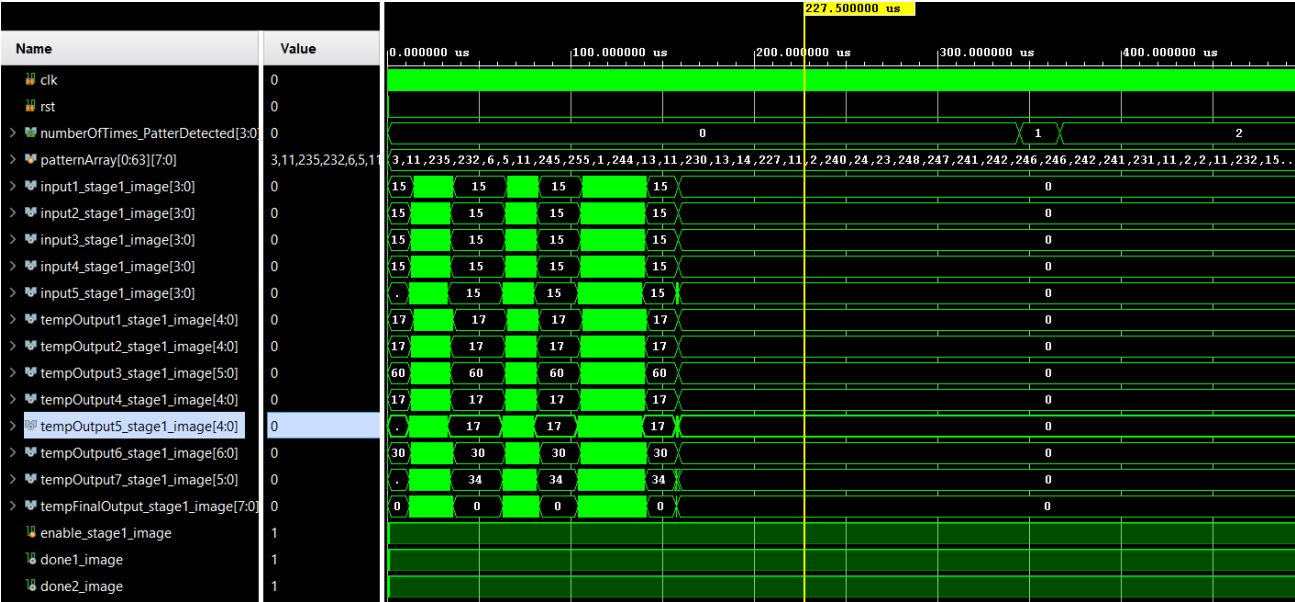 227.500000 us
Name Value
0.000000 us 100.000000 us 200.000000 us 300.000000 us 400.000000 us
clk 0
rst 0
numberOfTimes_PatterDetected[3:0] 0 0 1 2
patternArray[0:63][7:0] 3,11,235,232,6,5,11 3,11,235,232,6,5,11,245,255,1,244,13,11,230,13,14,227,11,2,240,24,23,248,247,241,242,246,246,242,241,231,11,2,2,11,232,15..
input1_stage1_image[3:0] 0 15 15 15 15 0
input2_stage1_image[3:0] 0 15 15 15 15 0
input3_stage1_image[3:0] 0 15 15 15 15 0
input4_stage1_image[3:0] 0 15 15 15 15 0
input5_stage1_image[3:0] 0 . 15 15 15 0
tempOutput1_stage1_image[4:0] 0 17 17 17 17 0
tempOutput2_stage1_image[4:0] 0 17 17 17 17 0
tempOutput3_stage1_image[5:0] 0 60 60 60 60 0
tempOutput4_stage1_image[4:0] 0 17 17 17 17 0
tempOutput5_stage1_image[4:0] 0 . 17 17 17 0
tempOutput6_stage1_image[6:0] 0 30 30 30 30 0
tempOutput7_stage1_image[5:0] 0 . 34 34 34 0
tempFinalOutput_stage1_image[7:0] 0 0 0 0 0 0
enable_stage1_image 1
done1_image 1
done2_image 1